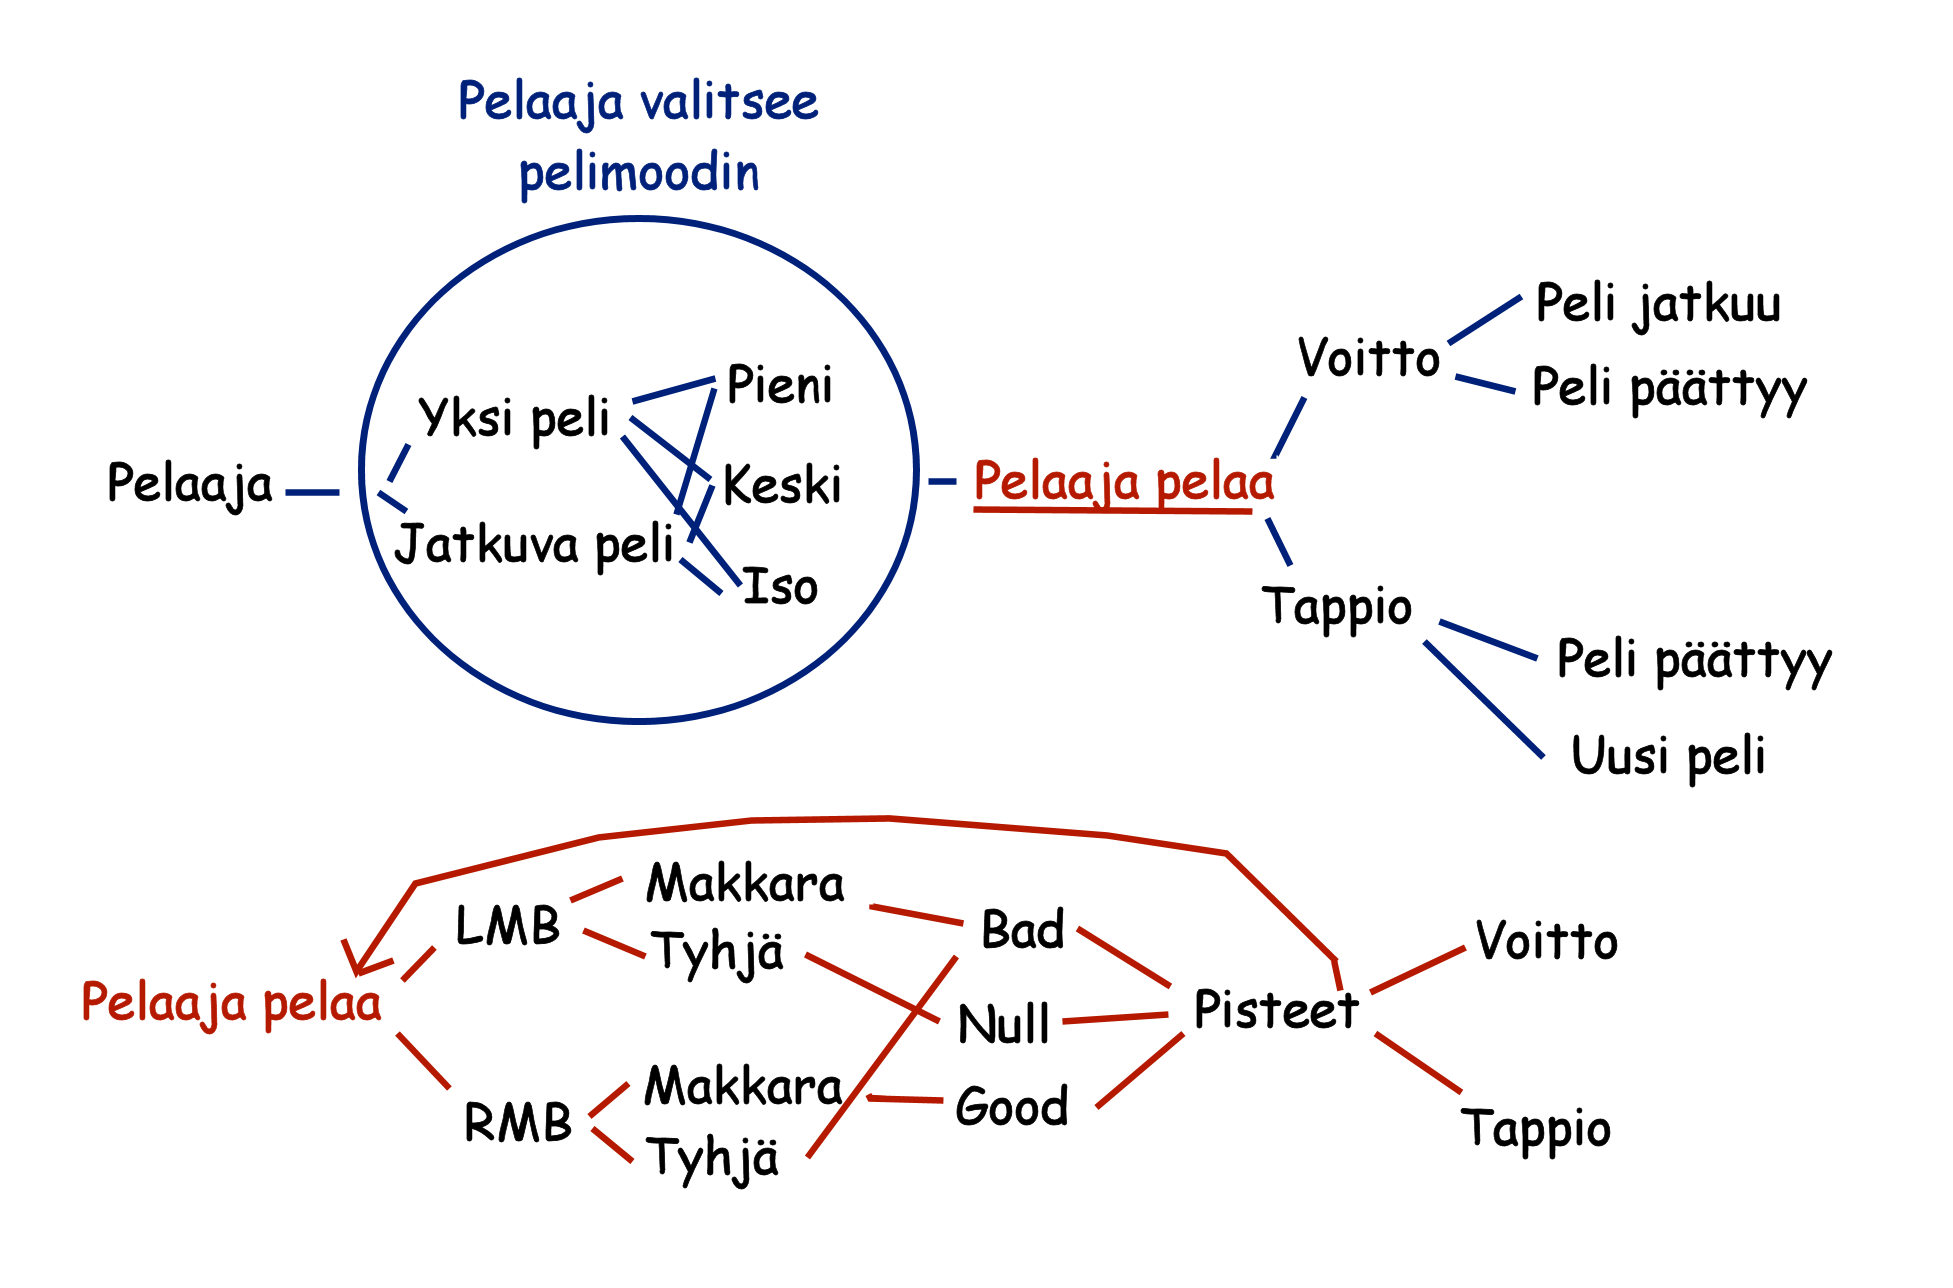 Pelaaja valitsee
pelimoodin
Pelaaja
Yksi peli
Jatkuva peli
Pieni
Keski
Iso
Pelaaja pelaa
Voitto
Peli jatkuu
Peli päättyy
Tappio
Peli päättyy
Uusi peli
Pelaaja pelaa
LMB
Makkara
Tyhjä
RMB
Makkara
Tyhjä
Bad
Null
Good
Pisteet
Voitto
Tappio